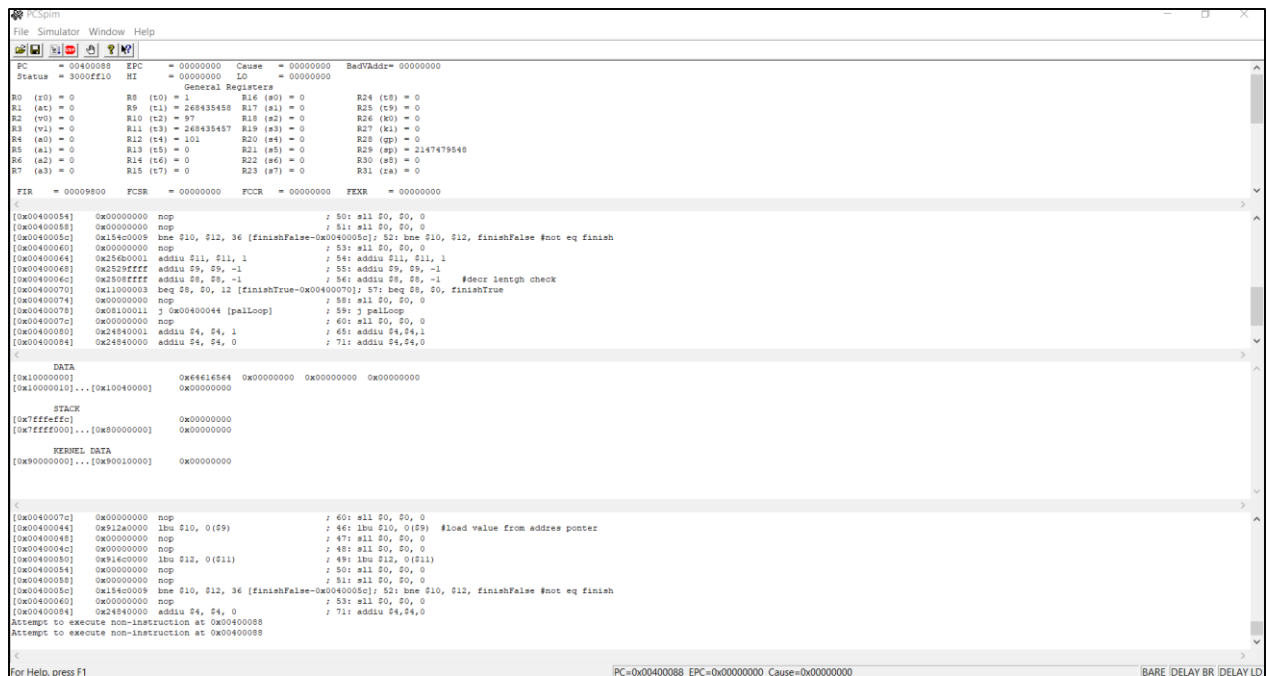 PCSpim
File Simulator Window Help
PC = 00400088 EPC = 00000000 Cause = 00000000 BadVAddr= 00000000
Status = 3000ff10 HI = 00000000 LO = 00000000
General Registers
R0 (r0) = 0 R8 (t0) = 1 R16 (s0) = 0 R24 (t8) = 0
R1 (at) = 0 R9 (t1) = 268435458 R17 (s1) = 0 R25 (t9) = 0
R2 (v0) = 0 R10 (t2) = 97 R18 (s2) = 0 R26 (k0) = 0
R3 (v1) = 0 R11 (t3) = 268435457 R19 (s3) = 0 R27 (k1) = 0
R4 (a0) = 0 R12 (t4) = 101 R20 (s4) = 0 R28 (gp) = 0
R5 (a1) = 0 R13 (t5) = 0 R21 (s5) = 0 R29 (sp) = 2147479548
R6 (a2) = 0 R14 (t6) = 0 R22 (s6) = 0 R30 (s8) = 0
R7 (a3) = 0 R15 (t7) = 0 R23 (s7) = 0 R31 (ra) = 0
FIR = 00009800 FCSR = 00000000 FCCR = 00000000 FEXR = 00000000
[0x00400054] 0x00000000 nop ; 50: sll $0, $0, 0
[0x00400058] 0x00000000 nop ; 51: sll $0, $0, 0
[0x0040005c] 0x154c0009 bne $10, $12, 36 [finishFalse-0x0040005c]; 52: bne $10, $12, finishFalse #not eq finish
[0x00400060] 0x00000000 nop ; 53: sll $0, $0, 0
[0x00400064] 0x256b0001 addiu $11, $11, 1 ; 54: addiu $11, $11, 1
[0x00400068] 0x2529ffff addiu $9, $9, -1 ; 55: addiu $9, $9, -1
[0x0040006c] 0x2508ffff addiu $8, $8, -1 ; 56: addiu $8, $8, -1 #decr lentgh check
[0x00400070] 0x11000003 beq $8, $0, 12 [finishTrue-0x00400070]; 57: beq $8, $0, finishTrue
[0x00400074] 0x00000000 nop ; 58: sll $0, $0, 0
[0x00400078] 0x08100011 j 0x00400044 [palLoop] ; 59: j palLoop
[0x0040007c] 0x00000000 nop ; 60: sll $0, $0, 0
[0x00400080] 0x24840001 addiu $4, $4, 1 ; 65: addiu $4,$4,1
[0x00400084] 0x24840000 addiu $4, $4, 0 ; 71: addiu $4,$4,0
DATA
[0x10000000] 0x64616564 0x00000000 0x00000000 0x00000000
[0x10000010]...[0x10040000] 0x00000000
STACK
[0x7fffeffc] 0x00000000
[0x7ffff000]...[0x80000000] 0x00000000
KERNEL DATA
[0x90000000]...[0x90010000] 0x00000000
[0x0040007c] 0x00000000 nop ; 60: sll $0, $0, 0
[0x00400044] 0x912a0000 lbu $10, 0($9) ; 46: lbu $10, 0($9) #load value from addres ponter
[0x00400048] 0x00000000 nop ; 47: sll $0, $0, 0
[0x0040004c] 0x00000000 nop ; 48: sll $0, $0, 0
[0x00400050] 0x916c0000 lbu $12, 0($11) ; 49: lbu $12, 0($11)
[0x00400054] 0x00000000 nop ; 50: sll $0, $0, 0
[0x00400058] 0x00000000 nop ; 51: sll $0, $0, 0
[0x0040005c] 0x154c0009 bne $10, $12, 36 [finishFalse-0x0040005c]; 52: bne $10, $12, finishFalse #not eq finish
[0x00400060] 0x00000000 nop ; 53: sll $0, $0, 0
[0x00400084] 0x24840000 addiu $4, $4, 0 ; 71: addiu $4,$4,0
Attempt to execute non-instruction at 0x00400088
Attempt to execute non-instruction at 0x00400088
For Help, press F1 PC=0x00400088 EPC=0x00000000 Cause=0x00000000 BARE DELAY BR DELAY LD